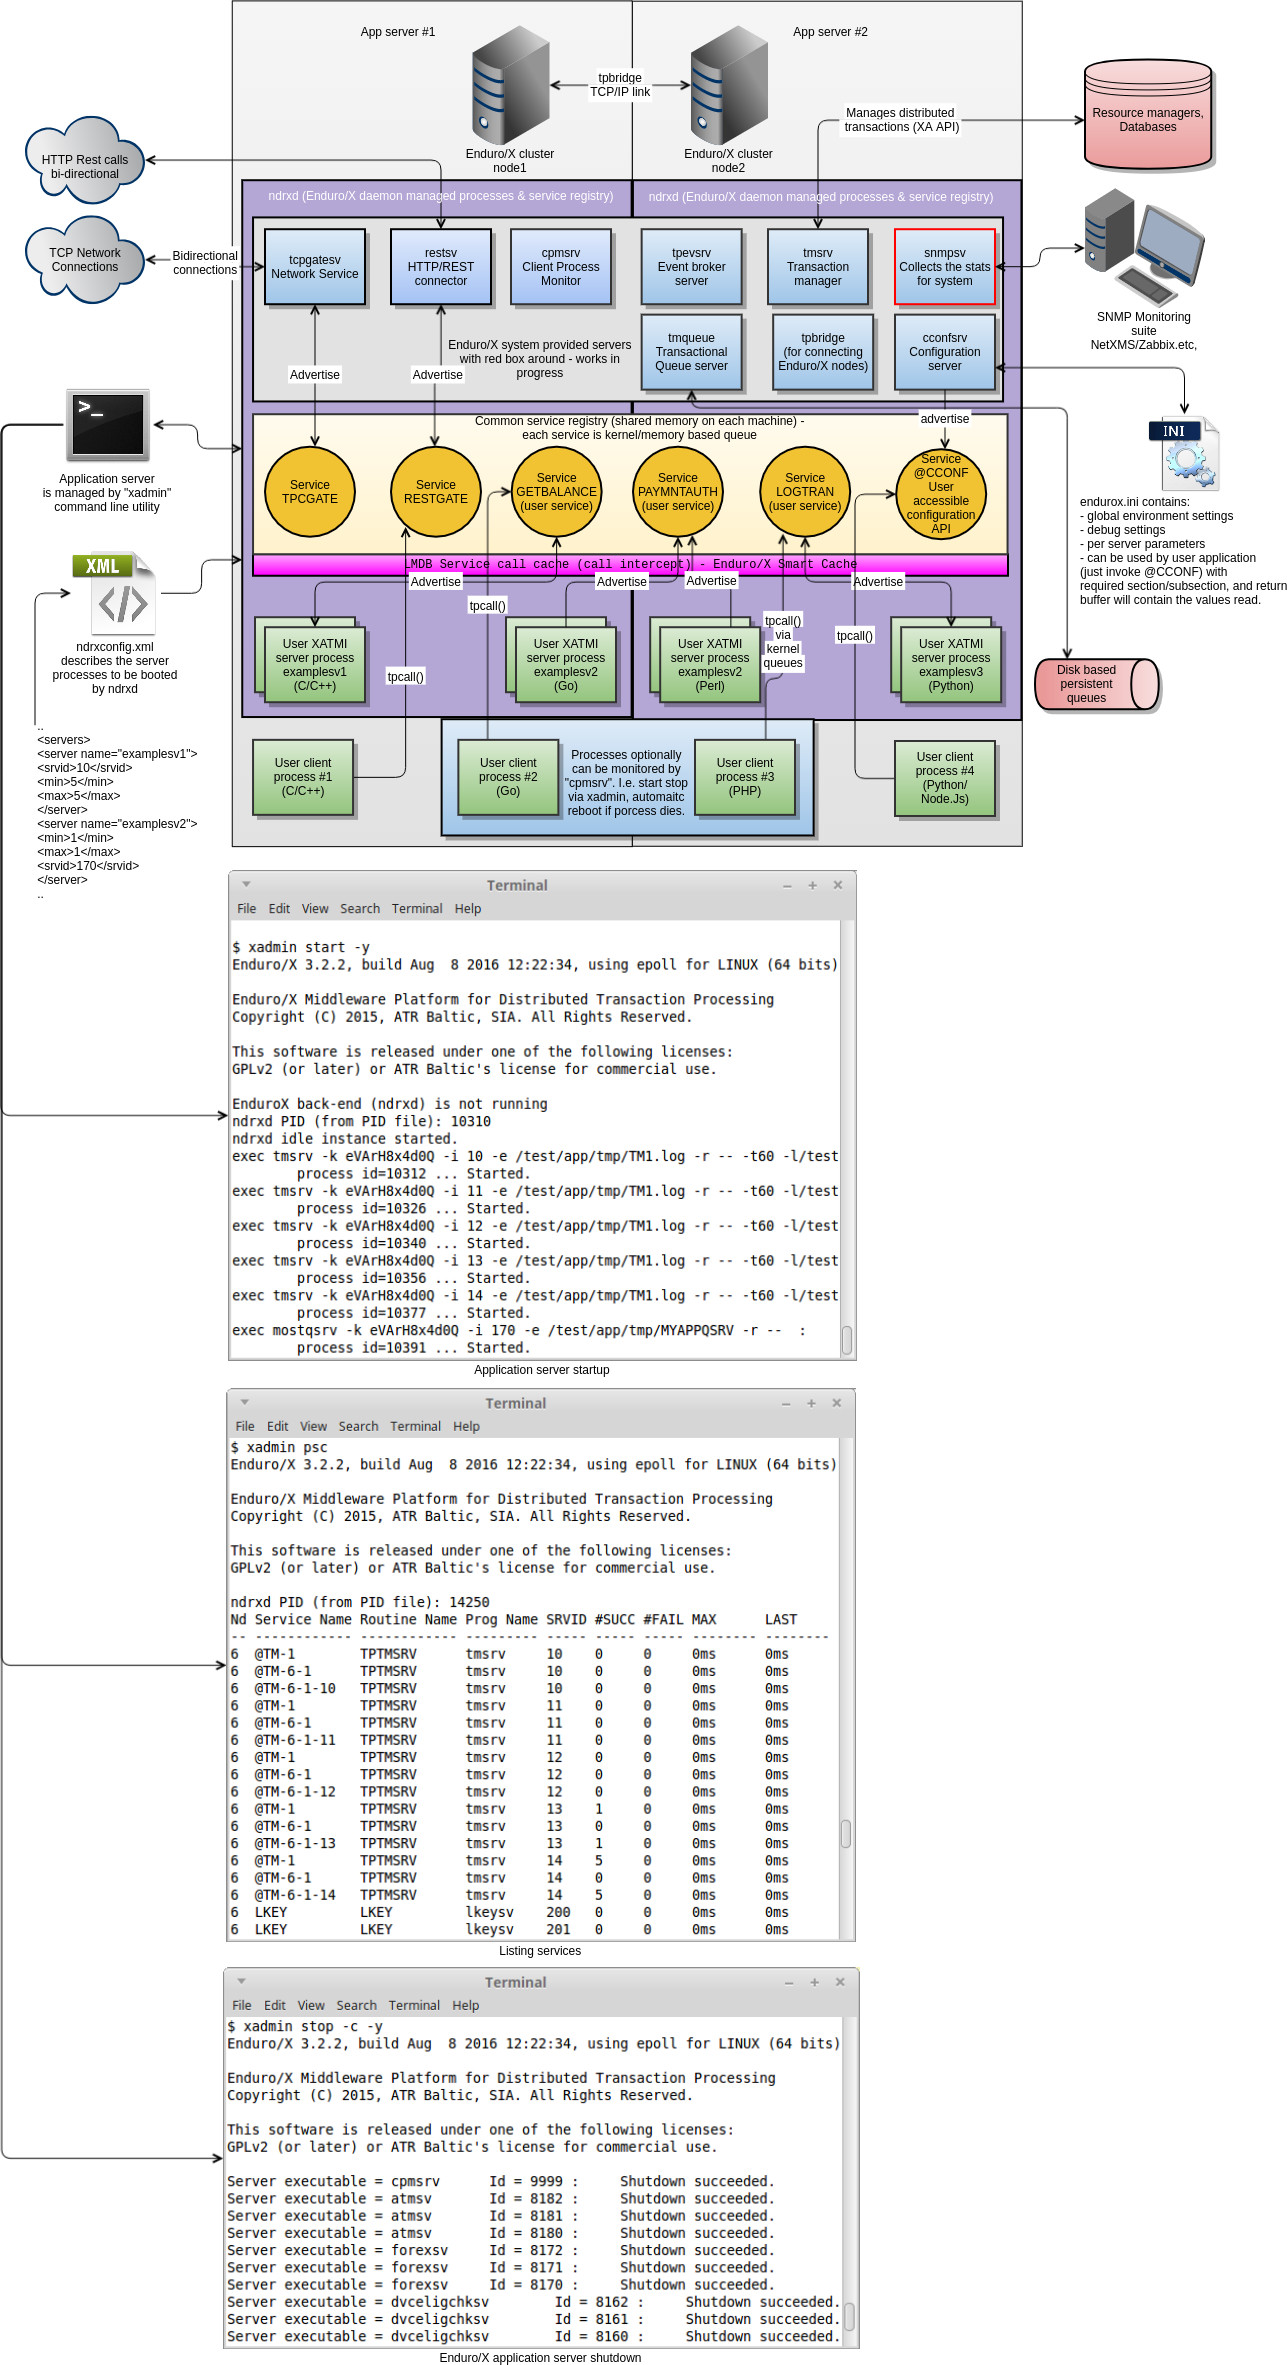 App server #1
App server #2
tpbridge
TCP/IP link
Enduro/X cluster
node1
Enduro/X cluster
node2
Manages distributed
transactions (XA API)
Resource managers,
Databases
HTTP Rest calls
bi-directional
TCP Network
Connections
Bidirectional
connections
ndrxd (Enduro/X daemon managed processes & service registry)
ndrxd (Enduro/X daemon managed processes & service registry)
tcpgatesv
Network Service
restsv
HTTP/REST
connector
cpmsrv
Client Process
Monitor
tpevsrv
Event broker
server
tmsrv
Transaction
manager
snmpsv
Collects the stats
for system
SNMP Monitoring
suite
NetXMS/Zabbix.etc,
Enduro/X system provided servers
with red box around - works in
progress
tmqueue
Transactional
Queue server
tpbridge
(for connecting
Enduro/X nodes)
cconfsrv
Configuration
server
Advertise
Advertise
advertise
Common service registry (shared memory on each machine) -
each service is kernel/memory based queue
Service
TPCGATE
Service
RESTGATE
Service
GETBALANCE
(user service)
Service
PAYMNTAUTH
(user service)
Service
LOGTRAN
(user service)
Service
@CCONF
User
accessible
configuration
API
LMDB Service call cache (call intercept) - Enduro/X Smart Cache
Advertise
Advertise
Advertise
Advertise
tpcall()
tpcall()
tpcall()
via
kernel
queues
tpcall()
User XATMI
server process
examplesv1
(C/C++)
User XATMI
server process
examplesv2
(Go)
User XATMI
server process
examplesv2
(Perl)
User XATMI
server process
examplesv3
(Python)
User client
process #1
(C/C++)
User client
process #2
(Go)
Processes optionally
can be monitored by
"cpmsrv". I.e. start stop
via xadmin, automaitc
reboot if porcess dies.
User client
process #3
(PHP)
User client
process #4
(Python/
Node.Js)
>_
Application server
is managed by "xadmin"
command line utility
XML
</>
ndrxconfig.xml
describes the server
processes to be booted
by ndrxd
..
<servers>
<server name="examplesv1">
<srvid>10</srvid>
<min>5</min>
<max>5</max>
</server>
<server name="examplesv2">
<min>1</min>
<max>1</max>
<srvid>170</srvid>
</server>
..
INI
endurox.ini contains:
- global environment settings
- debug settings
- per server parameters
- can be used by user application
(just invoke @CCONF) with
required section/subsection, and return
buffer will contain the values read.
Disk based
persistent
queues
Terminal
File Edit View Search Terminal Help
$ xadmin start -y
Enduro/X 3.2.2, build Aug  8 2016 12:22:34, using epoll for LINUX (64 bits)
Enduro/X Middleware Platform for Distributed Transaction Processing
Copyright (C) 2015, ATR Baltic, SIA. All Rights Reserved.
This software is released under one of the following licenses:
GPLv2 (or later) or ATR Baltic's license for commercial use.
EnduroX back-end (ndrxd) is not running
ndrxd PID (from PID file): 10310
ndrxd idle instance started.
exec tmsrv -k eVArH8x4d0Q -i 10 -e /test/app/tmp/TM1.log -r -- -t60 -l/test
process id=10312 ... Started.
exec tmsrv -k eVArH8x4d0Q -i 11 -e /test/app/tmp/TM1.log -r -- -t60 -l/test
process id=10326 ... Started.
exec tmsrv -k eVArH8x4d0Q -i 12 -e /test/app/tmp/TM1.log -r -- -t60 -l/test
process id=10340 ... Started.
exec tmsrv -k eVArH8x4d0Q -i 13 -e /test/app/tmp/TM1.log -r -- -t60 -l/test
process id=10356 ... Started.
exec tmsrv -k eVArH8x4d0Q -i 14 -e /test/app/tmp/TM1.log -r -- -t60 -l/test
process id=10377 ... Started.
exec mostqsrv -k eVArH8x4d0Q -i 170 -e /test/app/tmp/MYAPPQSRV -r --  :
process id=10391 ... Started.
Application server startup
Terminal
File Edit View Search Terminal Help
$ xadmin psc
Enduro/X 3.2.2, build Aug  8 2016 12:22:34, using epoll for LINUX (64 bits)
Enduro/X Middleware Platform for Distributed Transaction Processing
Copyright (C) 2015, ATR Baltic, SIA. All Rights Reserved.
This software is released under one of the following licenses:
GPLv2 (or later) or ATR Baltic's license for commercial use.
ndrxd PID (from PID file): 14250
Nd Service Name Routine Name Prog Name SRVID #SUCC #FAIL MAX      LAST
-- ------------ ------------ --------- ----- ----- ----- -------- --------
6  @TM-1        TPTMSRV      tmsrv     10    0     0     0ms      0ms
6  @TM-6-1      TPTMSRV      tmsrv     10    0     0     0ms      0ms
6  @TM-6-1-10   TPTMSRV      tmsrv     10    0     0     0ms      0ms
6  @TM-1        TPTMSRV      tmsrv     11    0     0     0ms      0ms
6  @TM-6-1      TPTMSRV      tmsrv     11    0     0     0ms      0ms
6  @TM-6-1-11   TPTMSRV      tmsrv     11    0     0     0ms      0ms
6  @TM-1        TPTMSRV      tmsrv     12    0     0     0ms      0ms
6  @TM-6-1      TPTMSRV      tmsrv     12    0     0     0ms      0ms
6  @TM-6-1-12   TPTMSRV      tmsrv     12    0     0     0ms      0ms
6  @TM-1        TPTMSRV      tmsrv     13    1     0     0ms      0ms
6  @TM-6-1      TPTMSRV      tmsrv     13    0     0     0ms      0ms
6  @TM-6-1-13   TPTMSRV      tmsrv     13    1     0     0ms      0ms
6  @TM-1        TPTMSRV      tmsrv     14    5     0     0ms      0ms
6  @TM-6-1      TPTMSRV      tmsrv     14    0     0     0ms      0ms
6  @TM-6-1-14   TPTMSRV      tmsrv     14    5     0     0ms      0ms
6  LKEY         LKEY         lkeysv    200   0     0     0ms      0ms
6  LKEY         LKEY         lkeysv    201   0     0     0ms      0ms
Listing services
Terminal
File Edit View Search Terminal Help
$ xadmin stop -c -y
Enduro/X 3.2.2, build Aug  8 2016 12:22:34, using epoll for LINUX (64 bits)
Enduro/X Middleware Platform for Distributed Transaction Processing
Copyright (C) 2015, ATR Baltic, SIA. All Rights Reserved.
This software is released under one of the following licenses:
GPLv2 (or later) or ATR Baltic's license for commercial use.
Server executable = cpmsrv      Id = 9999 :     Shutdown succeeded.
Server executable = atmsv       Id = 8182 :     Shutdown succeeded.
Server executable = atmsv       Id = 8181 :     Shutdown succeeded.
Server executable = atmsv       Id = 8180 :     Shutdown succeeded.
Server executable = forexsv     Id = 8172 :     Shutdown succeeded.
Server executable = forexsv     Id = 8171 :     Shutdown succeeded.
Server executable = forexsv     Id = 8170 :     Shutdown succeeded.
Server executable = dvceligchksv        Id = 8162 :     Shutdown succeeded.
Server executable = dvceligchksv        Id = 8161 :     Shutdown succeeded.
Server executable = dvceligchksv        Id = 8160 :     Shutdown succeeded.
Enduro/X application server shutdown